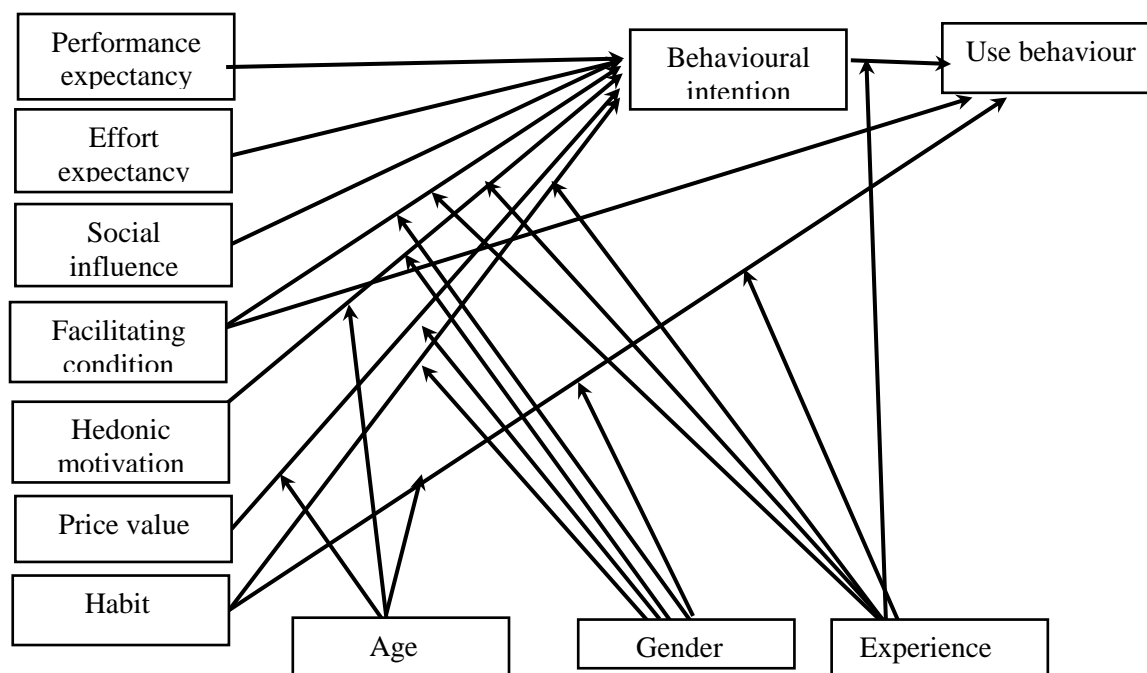 Performance
expectancy
Behavioural
intention
Use behaviour
Effort
expectancy
Social
influence
Facilitating
condition
Hedonic
motivation
Price value
Habit
Age
Gender
Experience